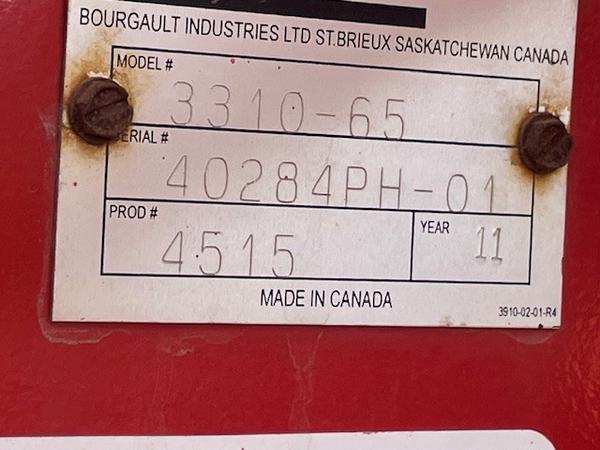 BOURGAULT INDUSTRIES LTD ST.BRIEUX SASKATCHEWAN CANADA
MODEL #
3310-65
SERIAL #
40284PH-01
PROD #
4515
YEAR
11
MADE IN CANADA
3910-02-01-R4